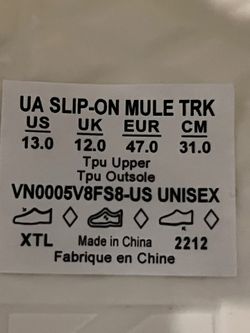 UA SLIP-ON MULE TRK
US UK EUR CM
13.0 12.0 47.0 31.0
Tpu Upper
Tpu Outsole
VN0005V8FS8-US UNISEX
XTL Made in China 2212
Fabrique en Chine